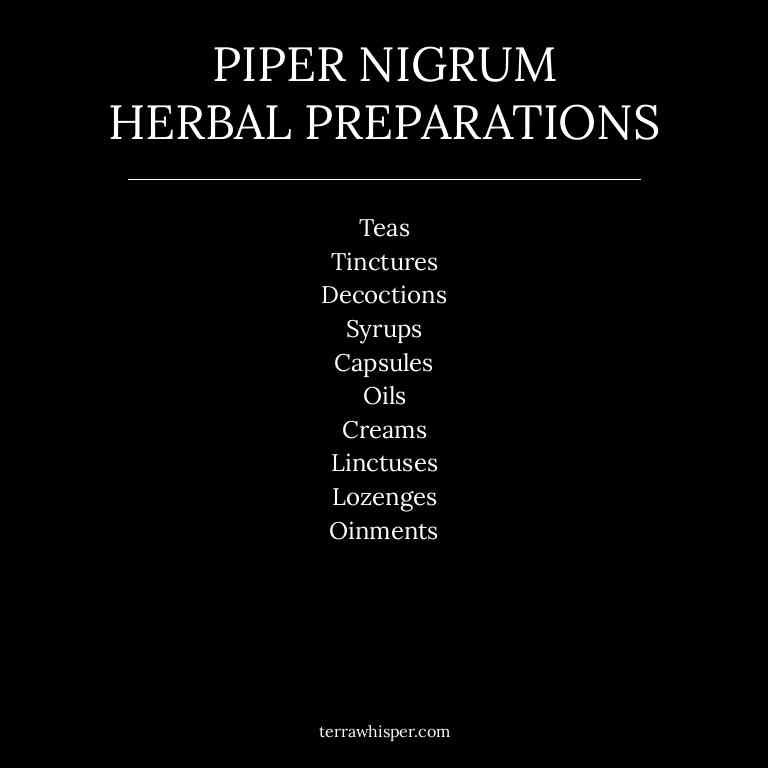 PIPER NIGRUM
HERBAL PREPARATIONS
Teas
Tinctures
Decoctions
Syrups
Capsules
Oils
Creams
Linctuses
Lozenges
Oinments
terrawhisper.com